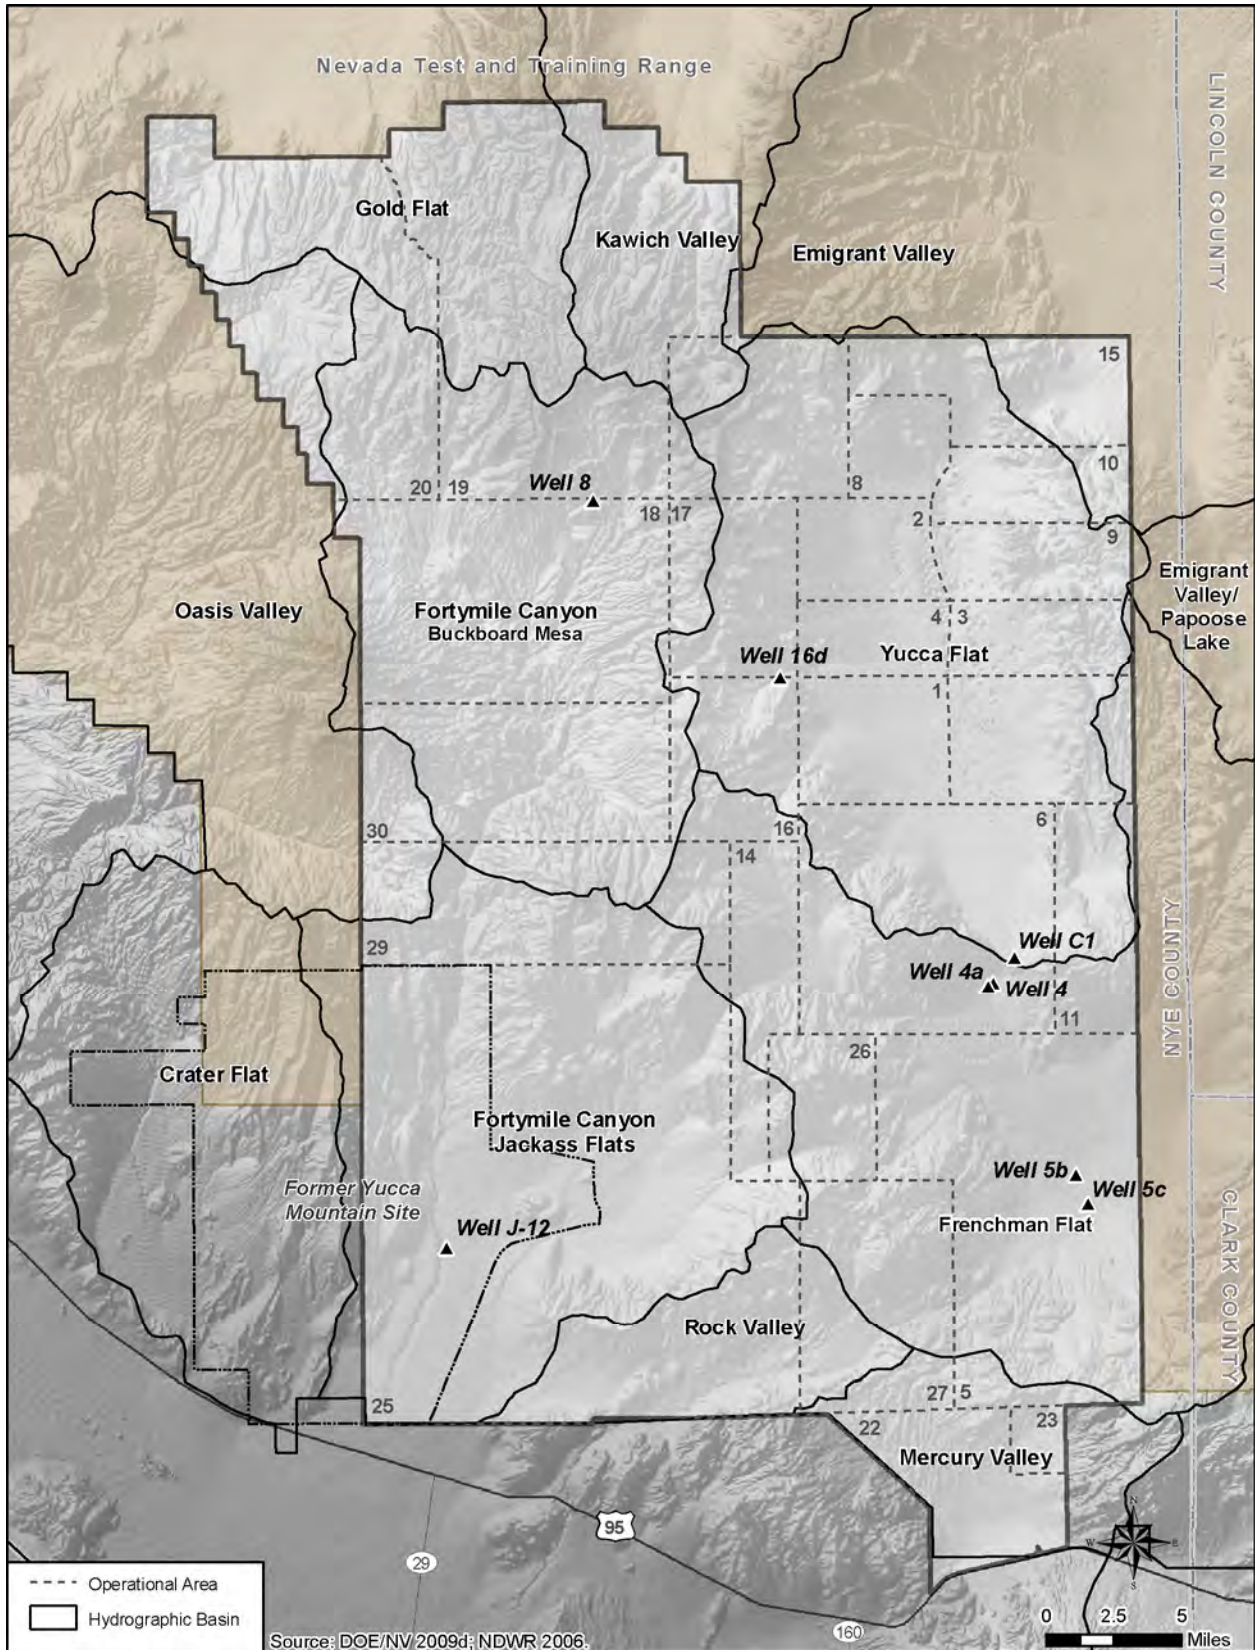 Nevada Test and Training Range
LINCOLN COUNTY
Gold Flat
Kawich Valley
Emigrant Valley
15
10
Well 8
20
19
18
17
8
2
9
Emigrant
Valley/
Papoose
Lake
Oasis Valley
Fortymile Canyon
Buckboard Mesa
4
3
Well 16d
Yucca Flat
1
30
16
6
14
NYE COUNTY
Well C1
29
Well 4a
Well 4
11
26
Crater Flat
Fortymile Canyon
Jackass Flats
Well 5b
Former Yucca
Mountain Site
Well 5c
Frenchman Flat
CLARK COUNTY
Well J-12
Rock Valley
25
27
5
22
23
Mercury Valley
95
29
160
N
W
E
S
Operational Area
Hydrographic Basin
Source: DOE/NV 2009d; NDWR 2006.
0 2.5 5
Miles